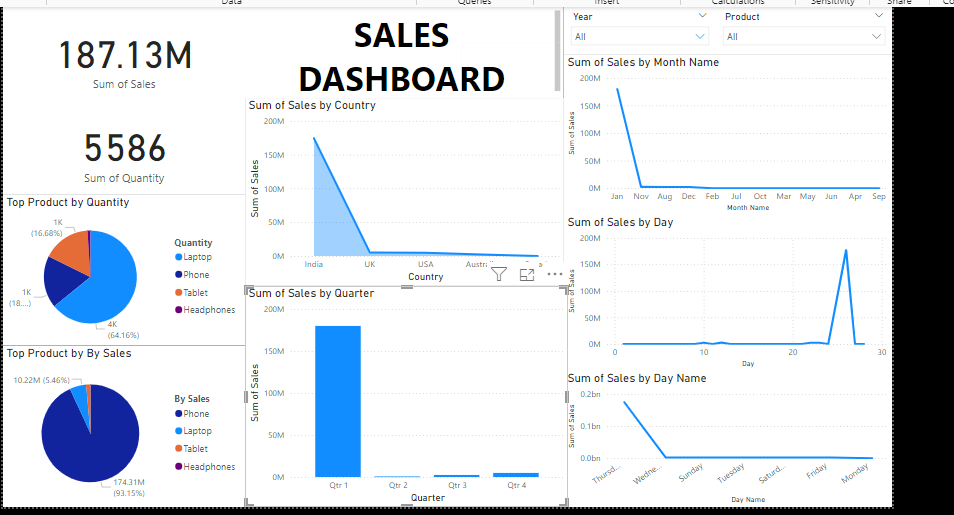 Data
Queries
Insert
Calculations
Sensitivity
Share
187.13M
Sum of Sales
5586
Sum of Quantity
SALES
DASHBOARD
Year
All
Product
All
Sum of Sales by Country
Sum of Sales
200M
150M
100M
50M
0M
India
UK
USA
Country
Sum of Sales by Month Name
Sum of Sales
200M
150M
100M
50M
0M
Jan Nov Aug Dec Feb Jul Oct Mar May Jun Apr Sep
Month Name
Top Product by Quantity
1K
(16.68%)
1K
(18....)
4K
(64.16%)
Quantity
Laptop
Phone
Tablet
Headphones
Sum of Sales by Quarter
Sum of Sales
200M
150M
100M
50M
0M
Qtr 1 Qtr 2 Qtr 3 Qtr 4
Quarter
Sum of Sales by Day
Sum of Sales
200M
150M
100M
50M
0M
0 10 20 30
Day
Top Product by By Sales
10.22M (5.46%)
174.31M
(93.15%)
By Sales
Phone
Laptop
Tablet
Headphones
Sum of Sales by Day Name
Sum of Sales
0.2bn
0.1bn
0.0bn
Thursd... Wedne... Sunday Tuesday Saturd... Friday Monday
Day Name